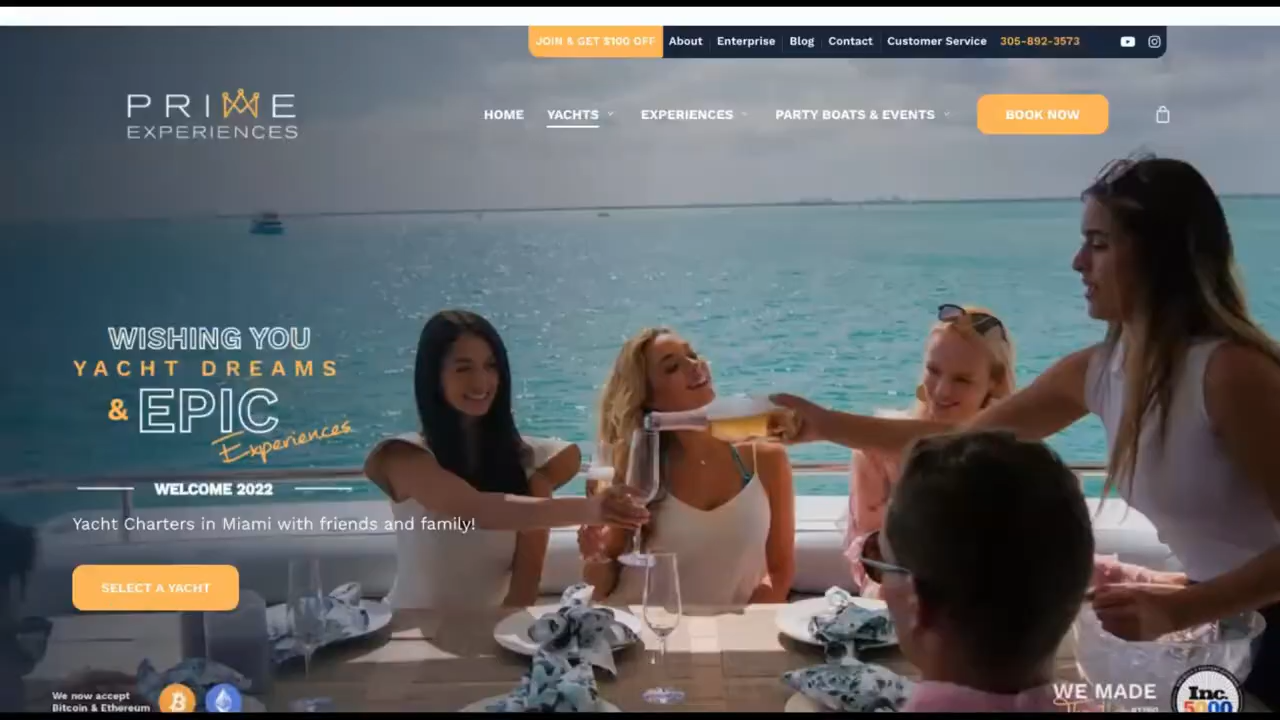 JOIN & GET $100 OFF About Enterprise Blog Contact Customer Service 305-892-3573
PRIME
EXPERIENCES
HOME YACHTS EXPERIENCES PARTY BOATS & EVENTS BOOK NOW
WISHING YOU
YACHT DREAMS
& EPIC
Experiences
WELCOME 2022
Yacht Charters in Miami with friends and family!
SELECT A YACHT
We now accept
Bitcoin & Ethereum
WE MADE
Inc.
5000